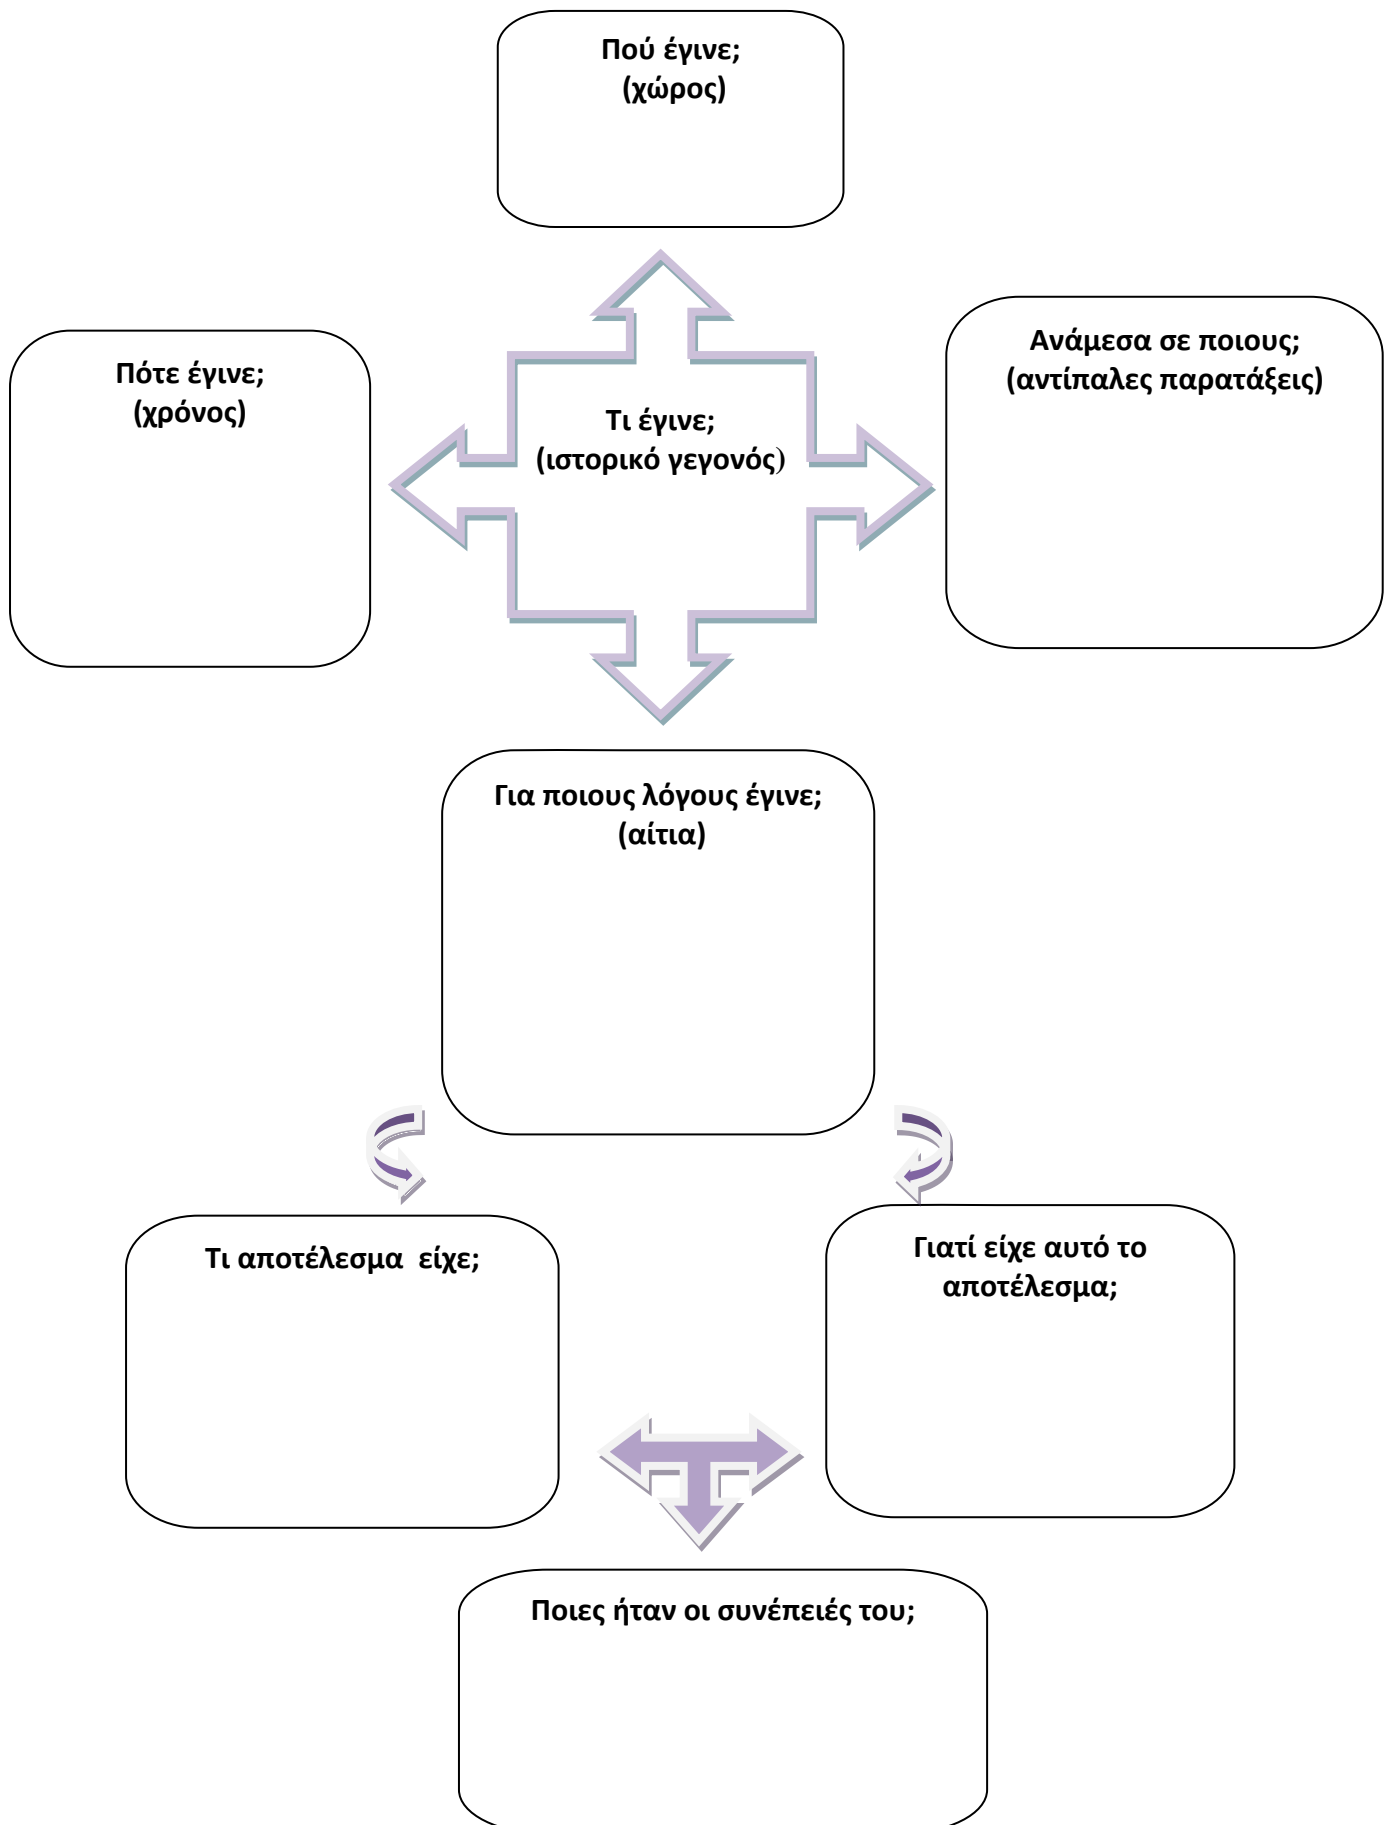 Πού έγινε;
(χώρος)
Πότε έγινε;
(χρόνος)
Τι έγινε;
(ιστορικό γεγονός)
Ανάμεσα σε ποιους;
(αντίπαλες παρατάξεις)
Για ποιους λόγους έγινε;
(αίτια)
Τι αποτέλεσμα  είχε;
Γιατί είχε αυτό το
αποτέλεσμα;
Ποιες ήταν οι συνέπειές του;